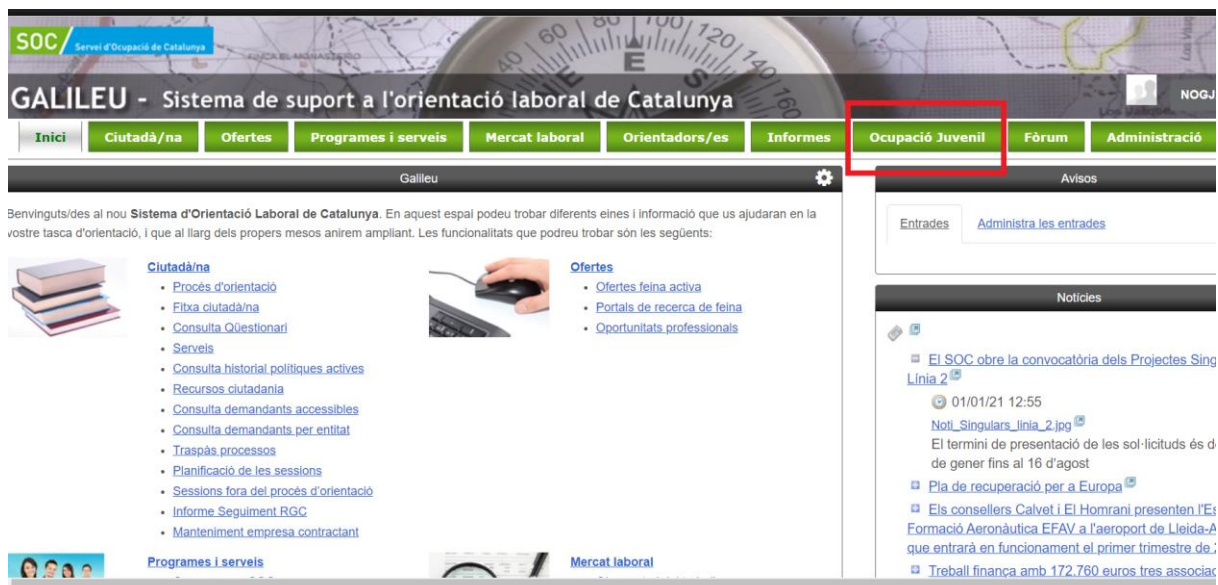 SOC Servei d'Ocupació de Catalunya
GALILEU - Sistema de suport a l'orientació laboral de Catalunya
NOGJ
Inici Ciutadà/na Ofertes Programes i serveis Mercat laboral Orientadors/es Informes Ocupació Juvenil Fòrum Administració
Galileu
Benvinguts/des al nou Sistema d'Orientació Laboral de Catalunya. En aquest espai podeu trobar diferents eines i informació que us ajudaran en la
vostre tasca d'orientació, i que al llarg dels propers mesos anirem ampliant. Les funcionalitats que podreu trobar són les següents:
Ciutadà/na
Procés d'orientació
Fitxa ciutadà/na
Consulta Qüestionari
Serveis
Consulta historial polítiques actives
Recursos ciutadania
Consulta demandants accessibles
Consulta demandants per entitat
Traspàs processos
Planificació de les sessions
Sessions fora del procés d'orientació
Informe Seguiment RGC
Manteniment empresa contractant
Ofertes
Ofertes feina activa
Portals de recerca de feina
Oportunitats professionals
Programes i serveis
Mercat laboral
Avisos
Entrades Administra les entrades
Notícies
El SOC obre la convocatòria dels Projectes Sing
Línia 2
01/01/21 12:55
Noti_Singulars_linia_2.jpg
El termini de presentació de les sol·licituds és d
de gener fins al 16 d'agost
Pla de recuperació per a Europa
Els consellers Calvet i El Homrani presenten l'Es
Formació Aeronàutica EFAV a l'aeroport de Lleida-A
que entrarà en funcionament el primer trimestre de 2
Treball finança amb 172.760 euros tres associac